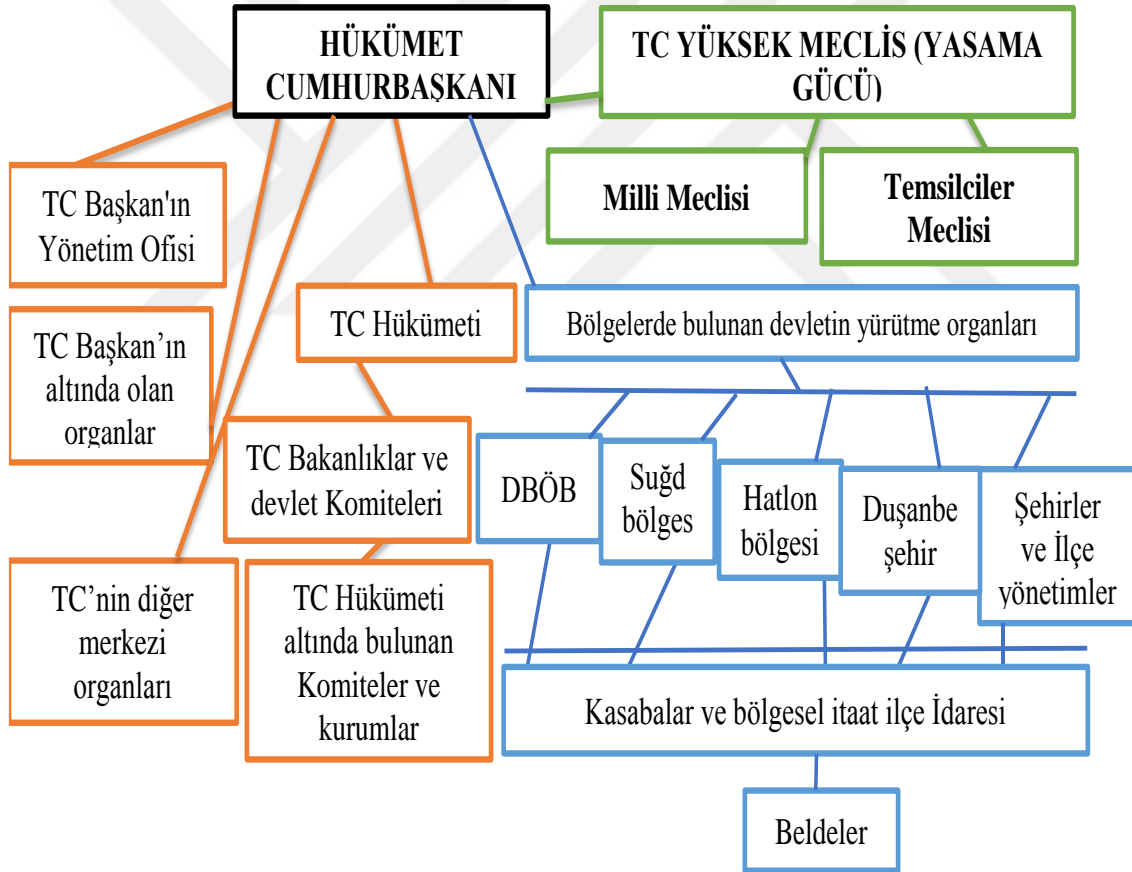 HÜKÜMET
CUMHURBAŞKANI
TC YÜKSEK MECLİS (YASAMA
GÜCÜ)
Milli Meclisi
Temsilciler
Meclisi
TC Başkan'ın
Yönetim Ofisi
TC Hükümeti
Bölgelerde bulunan devletin yürütme organları
TC Başkan’ın
altında olan
organlar
TC Bakanlıklar ve
devlet Komiteleri
DBÖB
Suğd
bölges
Hatlon
bölgesi
Duşanbe
şehir
Şehirler
ve İlçe
yönetimler
TC’nin diğer
merkezi
organları
TC Hükümeti
altında bulunan
Komiteler ve
kurumlar
Kasabalar ve bölgesel itaat ilçe İdaresi
Beldeler